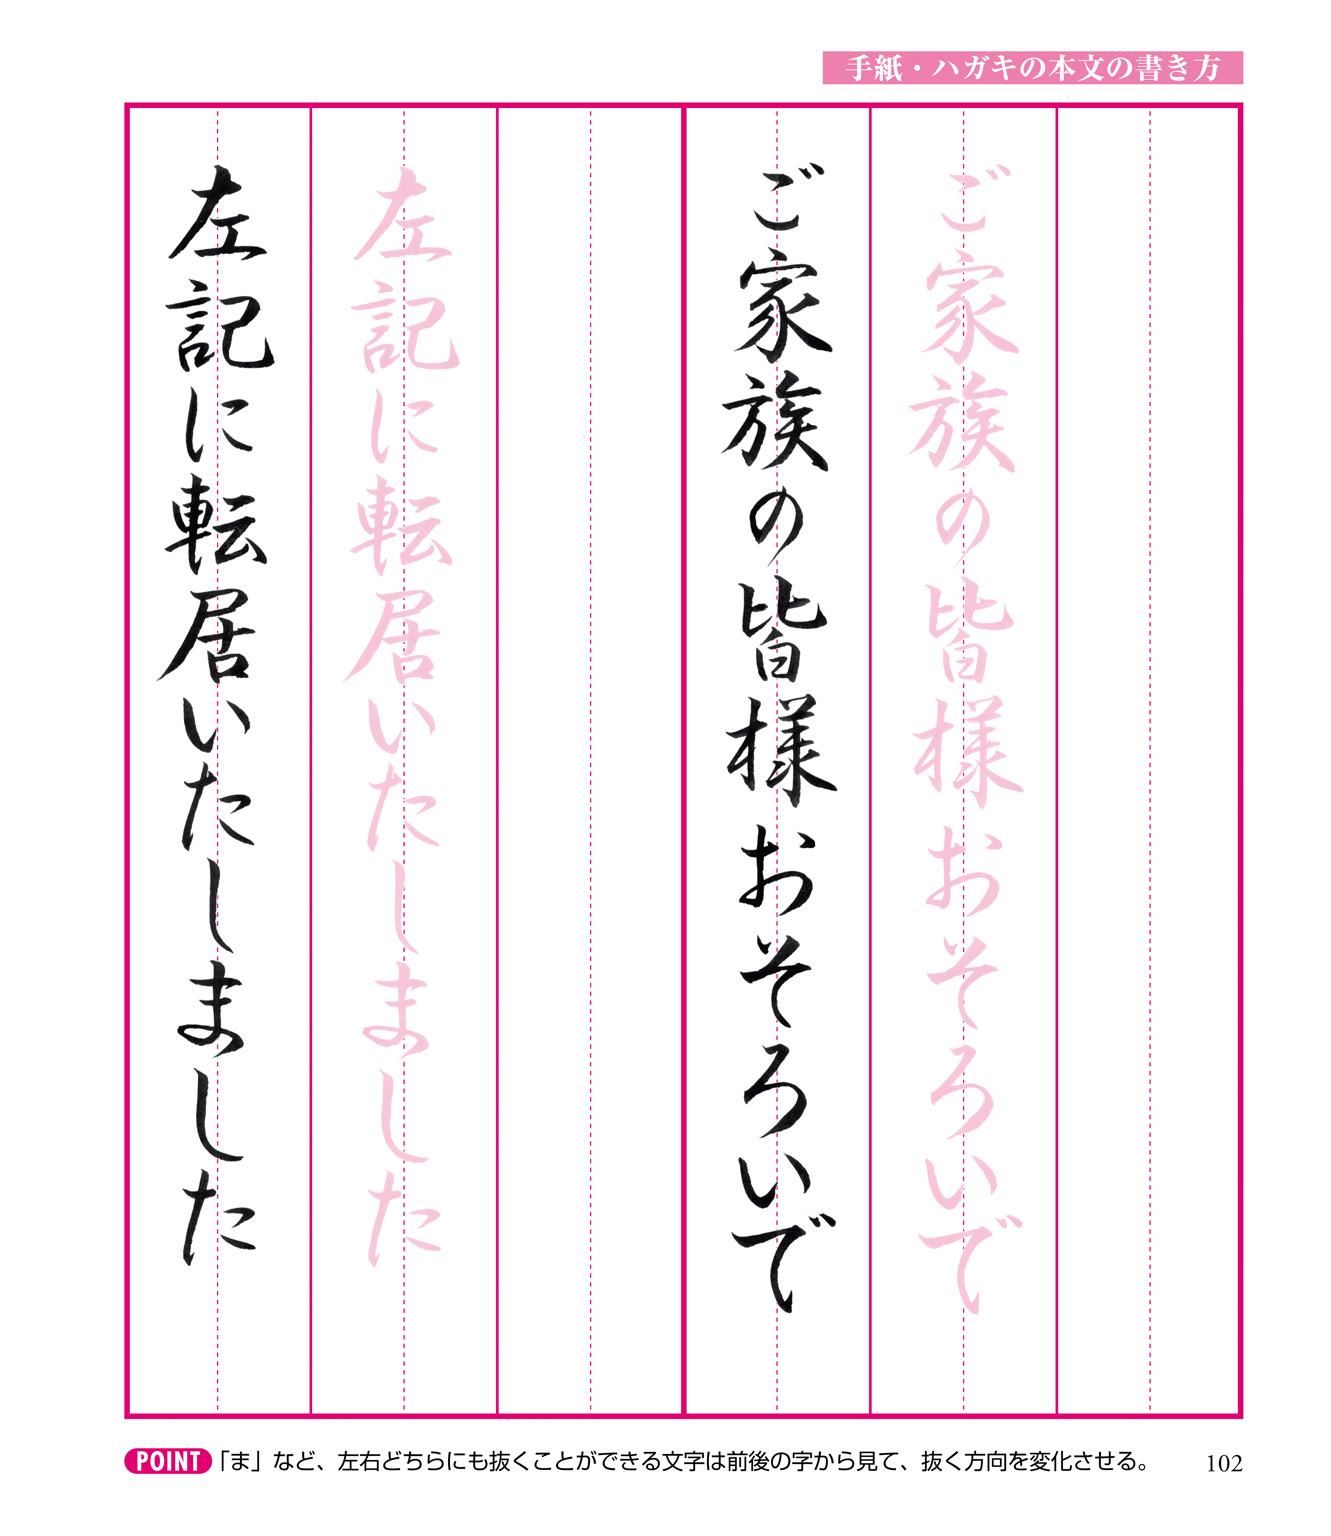 手紙・ハガキの本文の書き方
ご家族の皆様おそろいで
ご家族の皆様おそろいで
左記に転居いたしました
左記に転居いたしました
POINT 「ま」など、左右どちらにも抜くことができる文字は前後の字から見て、抜く方向を変化させる。
102